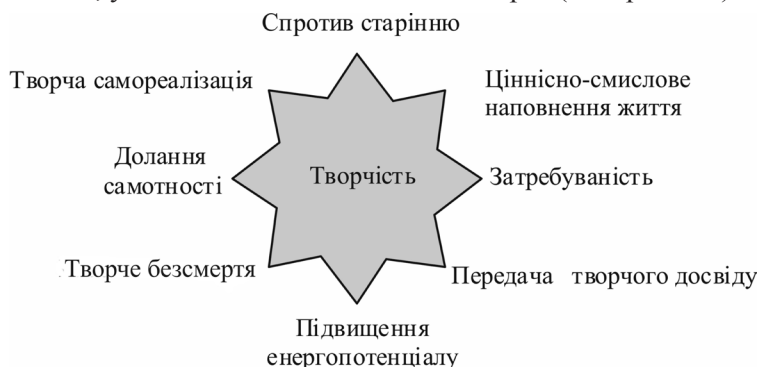 Спротив старінню
Творча самореалізація
Ціннісно-смислове
наповнення життя
Долання
самотності
Творчість
Затребуваність
Творче безсмертя
Передача творчого досвіду
Підвищення
енергопотенціалу